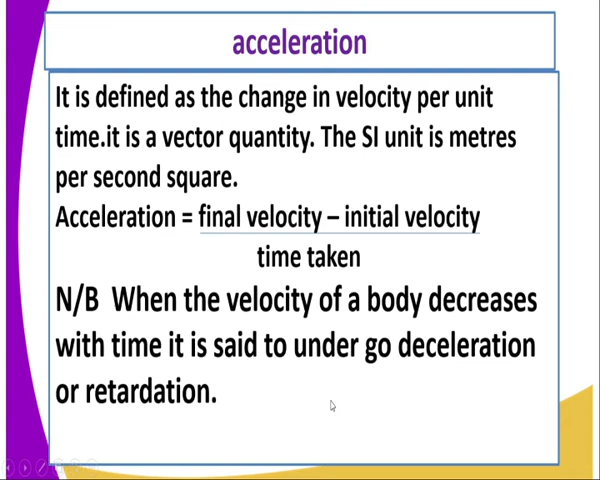 acceleration
It is defined as the change in velocity per unit
time.it is a vector quantity. The SI unit is metres
per second square.
Acceleration = final velocity – initial velocity
time taken
N/B  When the velocity of a body decreases
with time it is said to under go deceleration
or retardation.